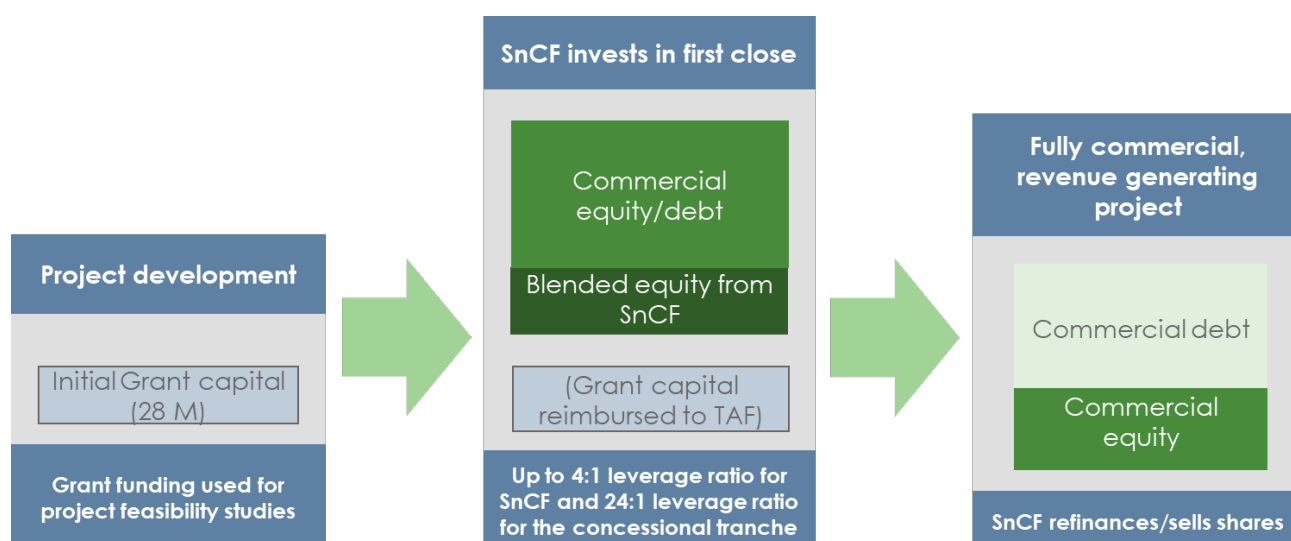 Project development
Initial Grant capital
(28 M)
Grant funding used for
project feasibility studies
SnCF invests in first close
Commercial
equity/debt
Blended equity from
SnCF
(Grant capital
reimbursed to TAF)
Up to 4:1 leverage ratio for
SnCF and 24:1 leverage ratio
for the concessional tranche
Fully commercial,
revenue generating
project
Commercial debt
Commercial
equity
SnCF refinances/sells shares